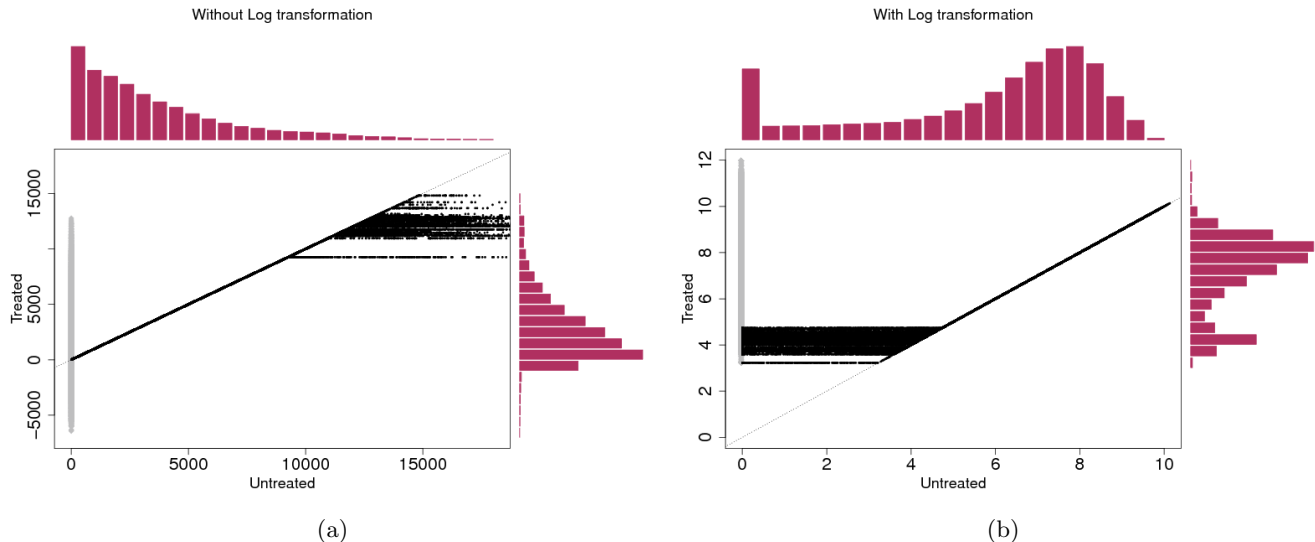 Without Log transformation
With Log transformation
15000
5000
0
−5000
Treated
0
5000
10000
15000
Untreated
12
10
8
6
4
2
0
Treated
0
2
4
6
8
10
Untreated
(a)
(b)